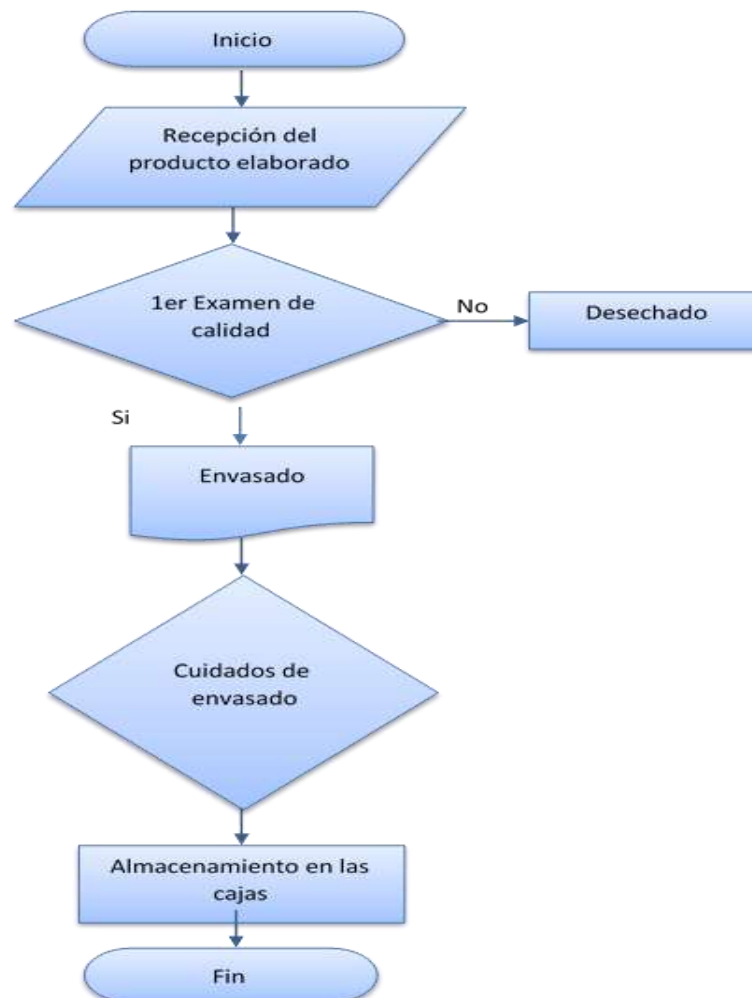 Inicio
Recepción del
producto elaborado
1er Examen de
calidad
No
Desechado
Si
Envasado
Cuidados de
envasado
Almacenamiento en las
cajas
Fin